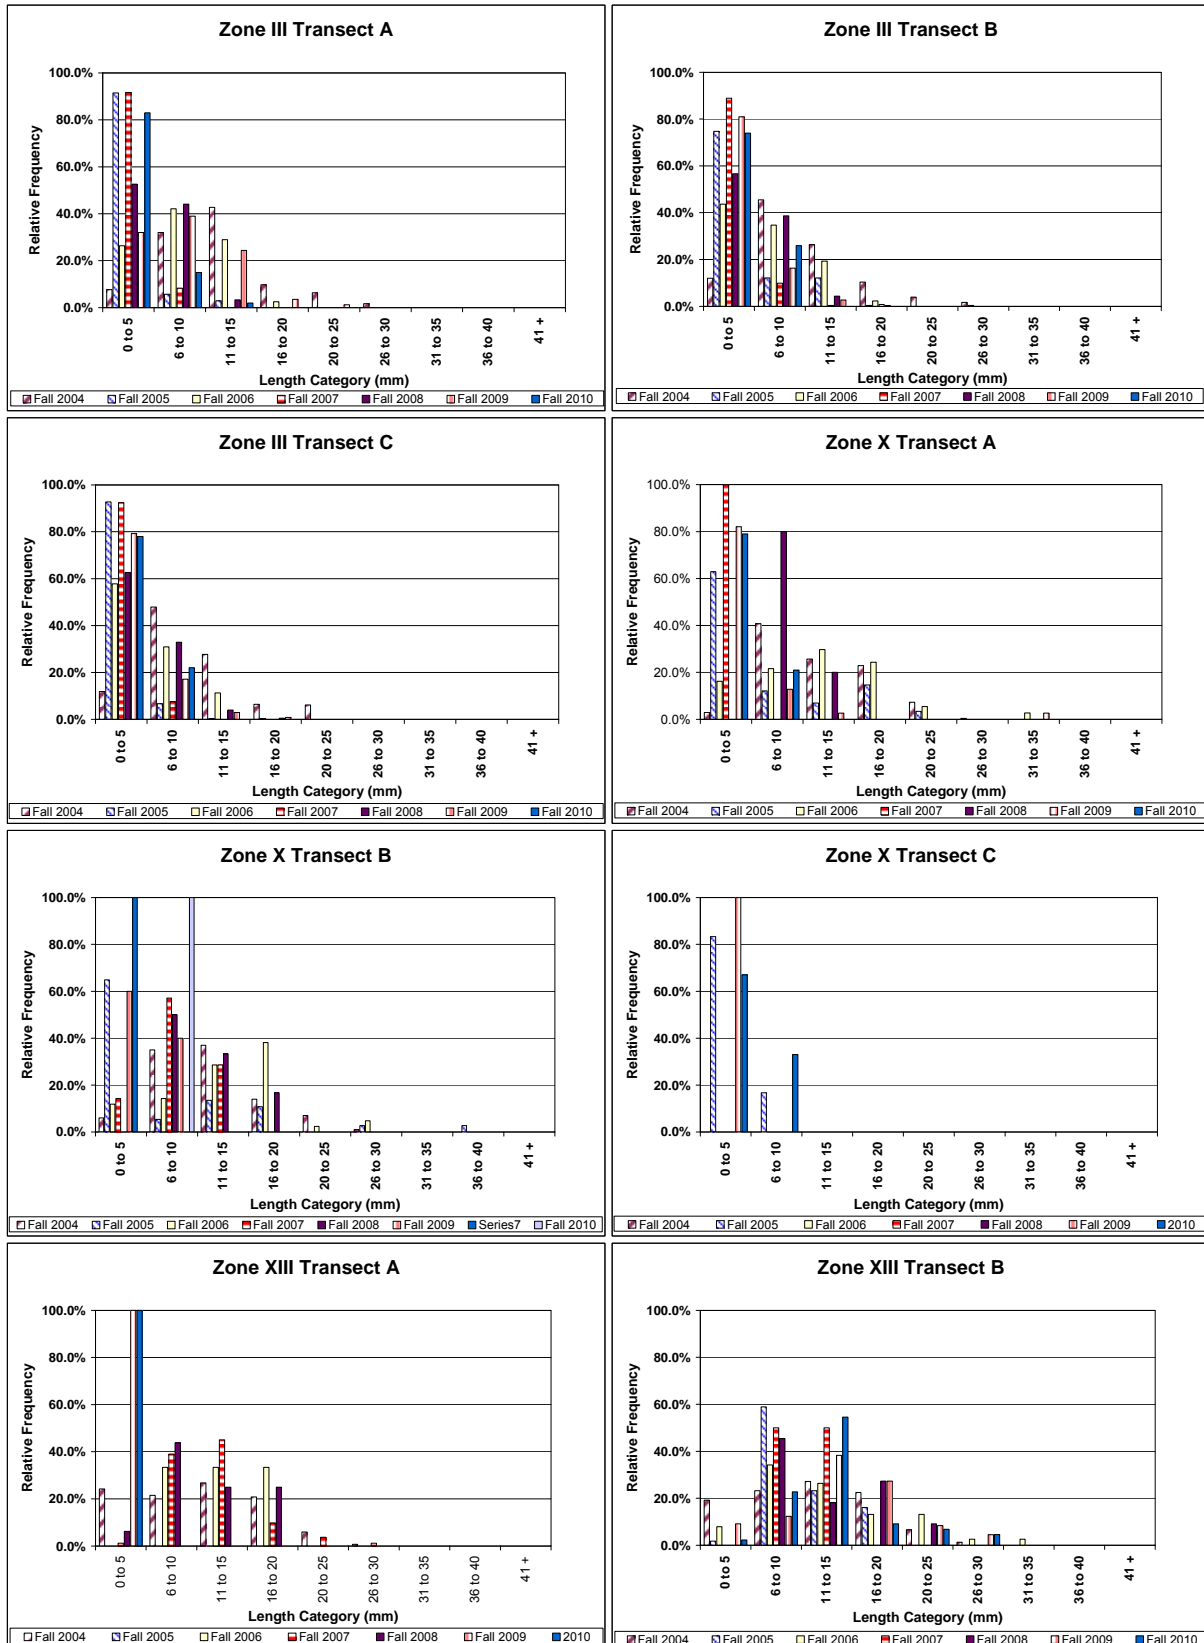 Zone III Transect A
100.0%
80.0%
60.0%
40.0%
20.0%
0.0%
Relative Frequency
0 to 5
6 to 10
11 to 15
16 to 20
20 to 25
26 to 30
31 to 35
36 to 40
41 +
Length Category (mm)
Fall 2004 Fall 2005 Fall 2006 Fall 2007 Fall 2008 Fall 2009 Fall 2010
Zone III Transect B
100.0%
80.0%
60.0%
40.0%
20.0%
0.0%
Relative Frequency
0 to 5
6 to 10
11 to 15
16 to 20
20 to 25
26 to 30
31 to 35
36 to 40
41 +
Length Category (mm)
Fall 2004 Fall 2005 Fall 2006 Fall 2007 Fall 2008 Fall 2009 Fall 2010
Zone III Transect C
100.0%
80.0%
60.0%
40.0%
20.0%
0.0%
Relative Frequency
0 to 5
6 to 10
11 to 15
16 to 20
20 to 25
26 to 30
31 to 35
36 to 40
41 +
Length Category (mm)
Fall 2004 Fall 2005 Fall 2006 Fall 2007 Fall 2008 Fall 2009 Fall 2010
Zone X Transect A
100.0%
80.0%
60.0%
40.0%
20.0%
0.0%
Relative Frequency
0 to 5
6 to 10
11 to 15
16 to 20
20 to 25
26 to 30
31 to 35
36 to 40
41 +
Length Category (mm)
Fall 2004 Fall 2005 Fall 2006 Fall 2007 Fall 2008 Fall 2009 Fall 2010
Zone X Transect B
100.0%
80.0%
60.0%
40.0%
20.0%
0.0%
Relative Frequency
0 to 5
6 to 10
11 to 15
16 to 20
20 to 25
26 to 30
31 to 35
36 to 40
41 +
Length Category (mm)
Fall 2004 Fall 2005 Fall 2006 Fall 2007 Fall 2008 Fall 2009 Series7 Fall 2010
Zone X Transect C
100.0%
80.0%
60.0%
40.0%
20.0%
0.0%
Relative Frequency
0 to 5
6 to 10
11 to 15
16 to 20
20 to 25
26 to 30
31 to 35
36 to 40
41 +
Length Category (mm)
Fall 2004 Fall 2005 Fall 2006 Fall 2007 Fall 2008 Fall 2009 2010
Zone XIII Transect A
100.0%
80.0%
60.0%
40.0%
20.0%
0.0%
Relative Frequency
0 to 5
6 to 10
11 to 15
16 to 20
20 to 25
26 to 30
31 to 35
36 to 40
41 +
Length Category (mm)
Fall 2004 Fall 2005 Fall 2006 Fall 2007 Fall 2008 Fall 2009 2010
Zone XIII Transect B
100.0%
80.0%
60.0%
40.0%
20.0%
0.0%
Relative Frequency
0 to 5
6 to 10
11 to 15
16 to 20
20 to 25
26 to 30
31 to 35
36 to 40
41 +
Length Category (mm)
Fall 2004 Fall 2005 Fall 2006 Fall 2007 Fall 2008 Fall 2009 Fall 2010